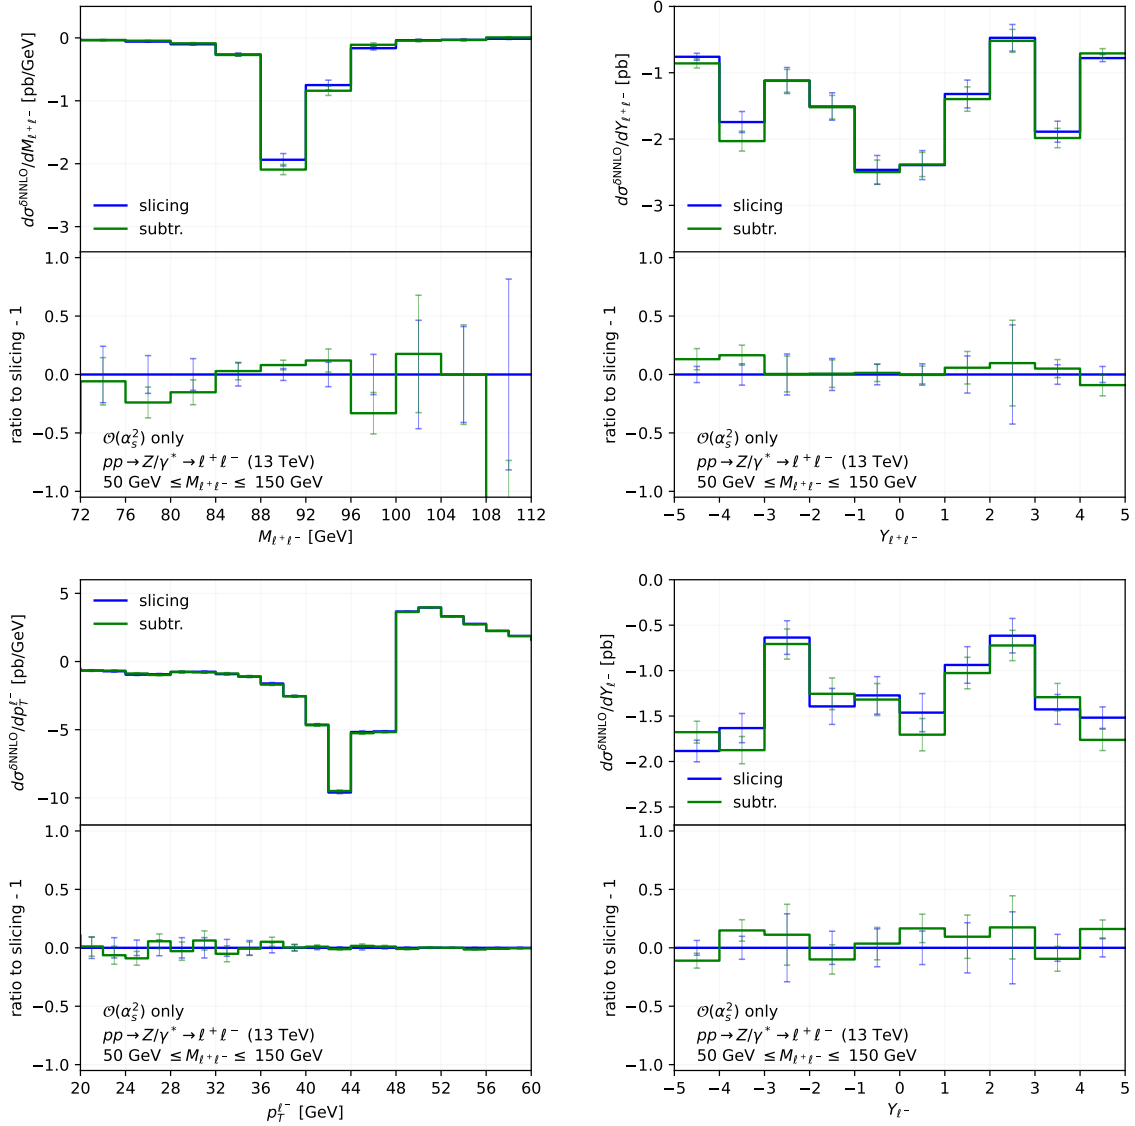 dσ^δNNLO/dM_ℓ⁺ℓ⁻ [pb/GeV]
0
−1
−2
−3
slicing
subtr.
ratio to slicing - 1
1.0
0.5
0.0
−0.5
−1.0
𝒪(α_s²) only
pp→Z/γ*→ℓ⁺ℓ⁻ (13 TeV)
50 GeV ≤M_ℓ⁺ℓ⁻≤ 150 GeV
72 76 80 84 88 92 96 100 104 108 112
M_ℓ⁺ℓ⁻ [GeV]
dσ^δNNLO/dY_ℓ⁺ℓ⁻ [pb]
0
−1
−2
−3
slicing
subtr.
ratio to slicing - 1
1.0
0.5
0.0
−0.5
−1.0
𝒪(α_s²) only
pp→Z/γ*→ℓ⁺ℓ⁻ (13 TeV)
50 GeV ≤M_ℓ⁺ℓ⁻≤ 150 GeV
−5 −4 −3 −2 −1 0 1 2 3 4 5
Y_ℓ⁺ℓ⁻
dσ^δNNLO/dp_T^ℓ⁻ [pb/GeV]
5
0
−5
−10
slicing
subtr.
ratio to slicing - 1
1.0
0.5
0.0
−0.5
−1.0
𝒪(α_s²) only
pp→Z/γ*→ℓ⁺ℓ⁻ (13 TeV)
50 GeV ≤M_ℓ⁺ℓ⁻≤ 150 GeV
20 24 28 32 36 40 44 48 52 56 60
p_T^ℓ⁻ [GeV]
dσ^δNNLO/dY_ℓ⁻ [pb]
0.0
−0.5
−1.0
−1.5
−2.0
−2.5
slicing
subtr.
ratio to slicing - 1
1.0
0.5
0.0
−0.5
−1.0
𝒪(α_s²) only
pp→Z/γ*→ℓ⁺ℓ⁻ (13 TeV)
50 GeV ≤M_ℓ⁺ℓ⁻≤ 150 GeV
−5 −4 −3 −2 −1 0 1 2 3 4 5
Y_ℓ⁻